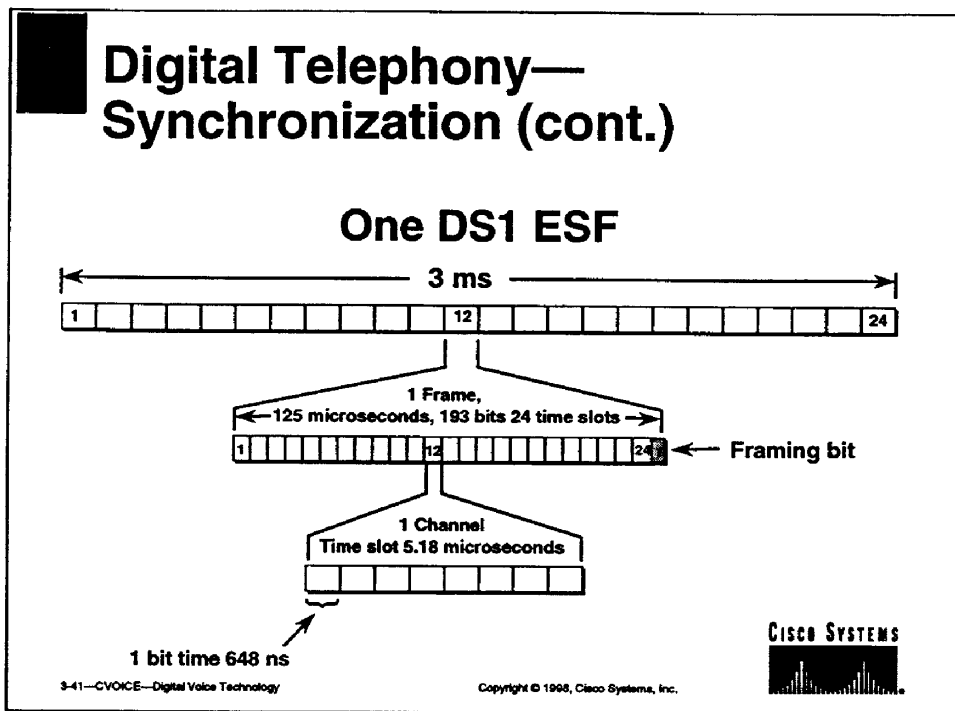 Digital Telephony—
Synchronization (cont.)
One DS1 ESF
3 ms
1 12 24
1 Frame,
125 microseconds, 193 bits 24 time slots
1 12 24
Framing bit
1 Channel
Time slot 5.18 microseconds
1 bit time 648 ns
CISCO SYSTEMS
3-41—CVOICE—Digital Voice Technology
Copyright © 1998, Cisco Systems, Inc.